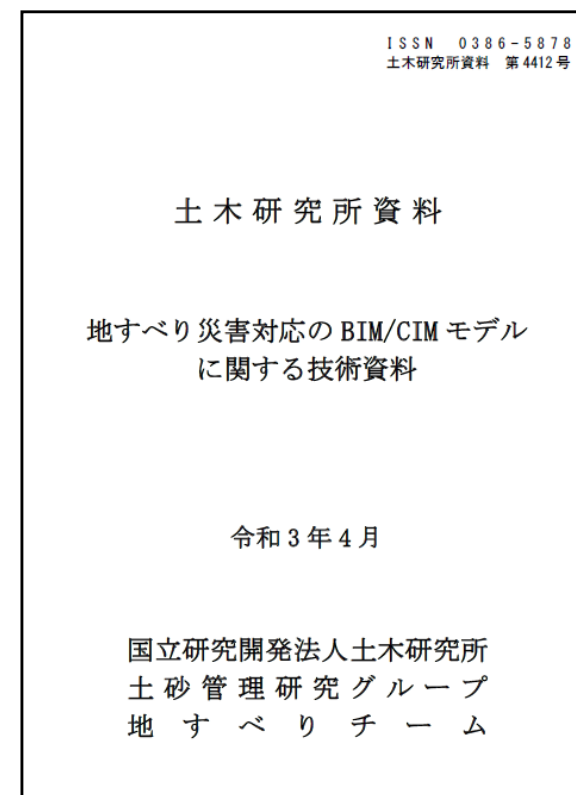 ISSN 0386-5878
土木研究所資料 第4412号
土木研究所資料
地すべり災害対応のBIM/CIMモデル
に関する技術資料
令和3年4月
国立研究開発法人土木研究所
土砂管理研究グループ
地すべりチーム